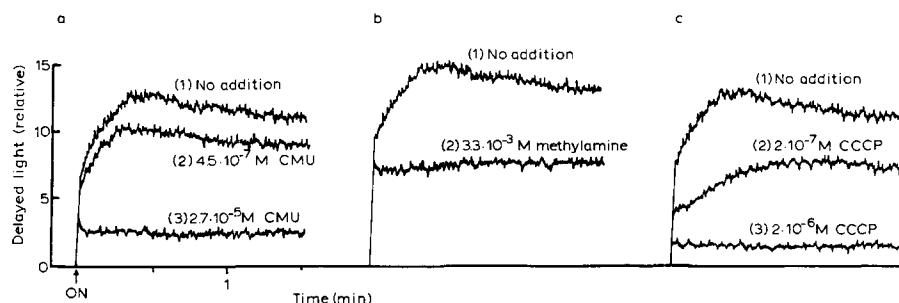 a
b
c
Delayed light (relative)
15
10
5
0
(1) No addition
(2) 4.5·10⁻⁷ M CMU
(3) 2.7·10⁻⁵ M CMU
(1) No addition
(2) 3.3·10⁻³ M methylamine
(1) No addition
(2) 2·10⁻⁷ M CCCP
(3) 2·10⁻⁶ M CCCP
ON
1
Time (min)